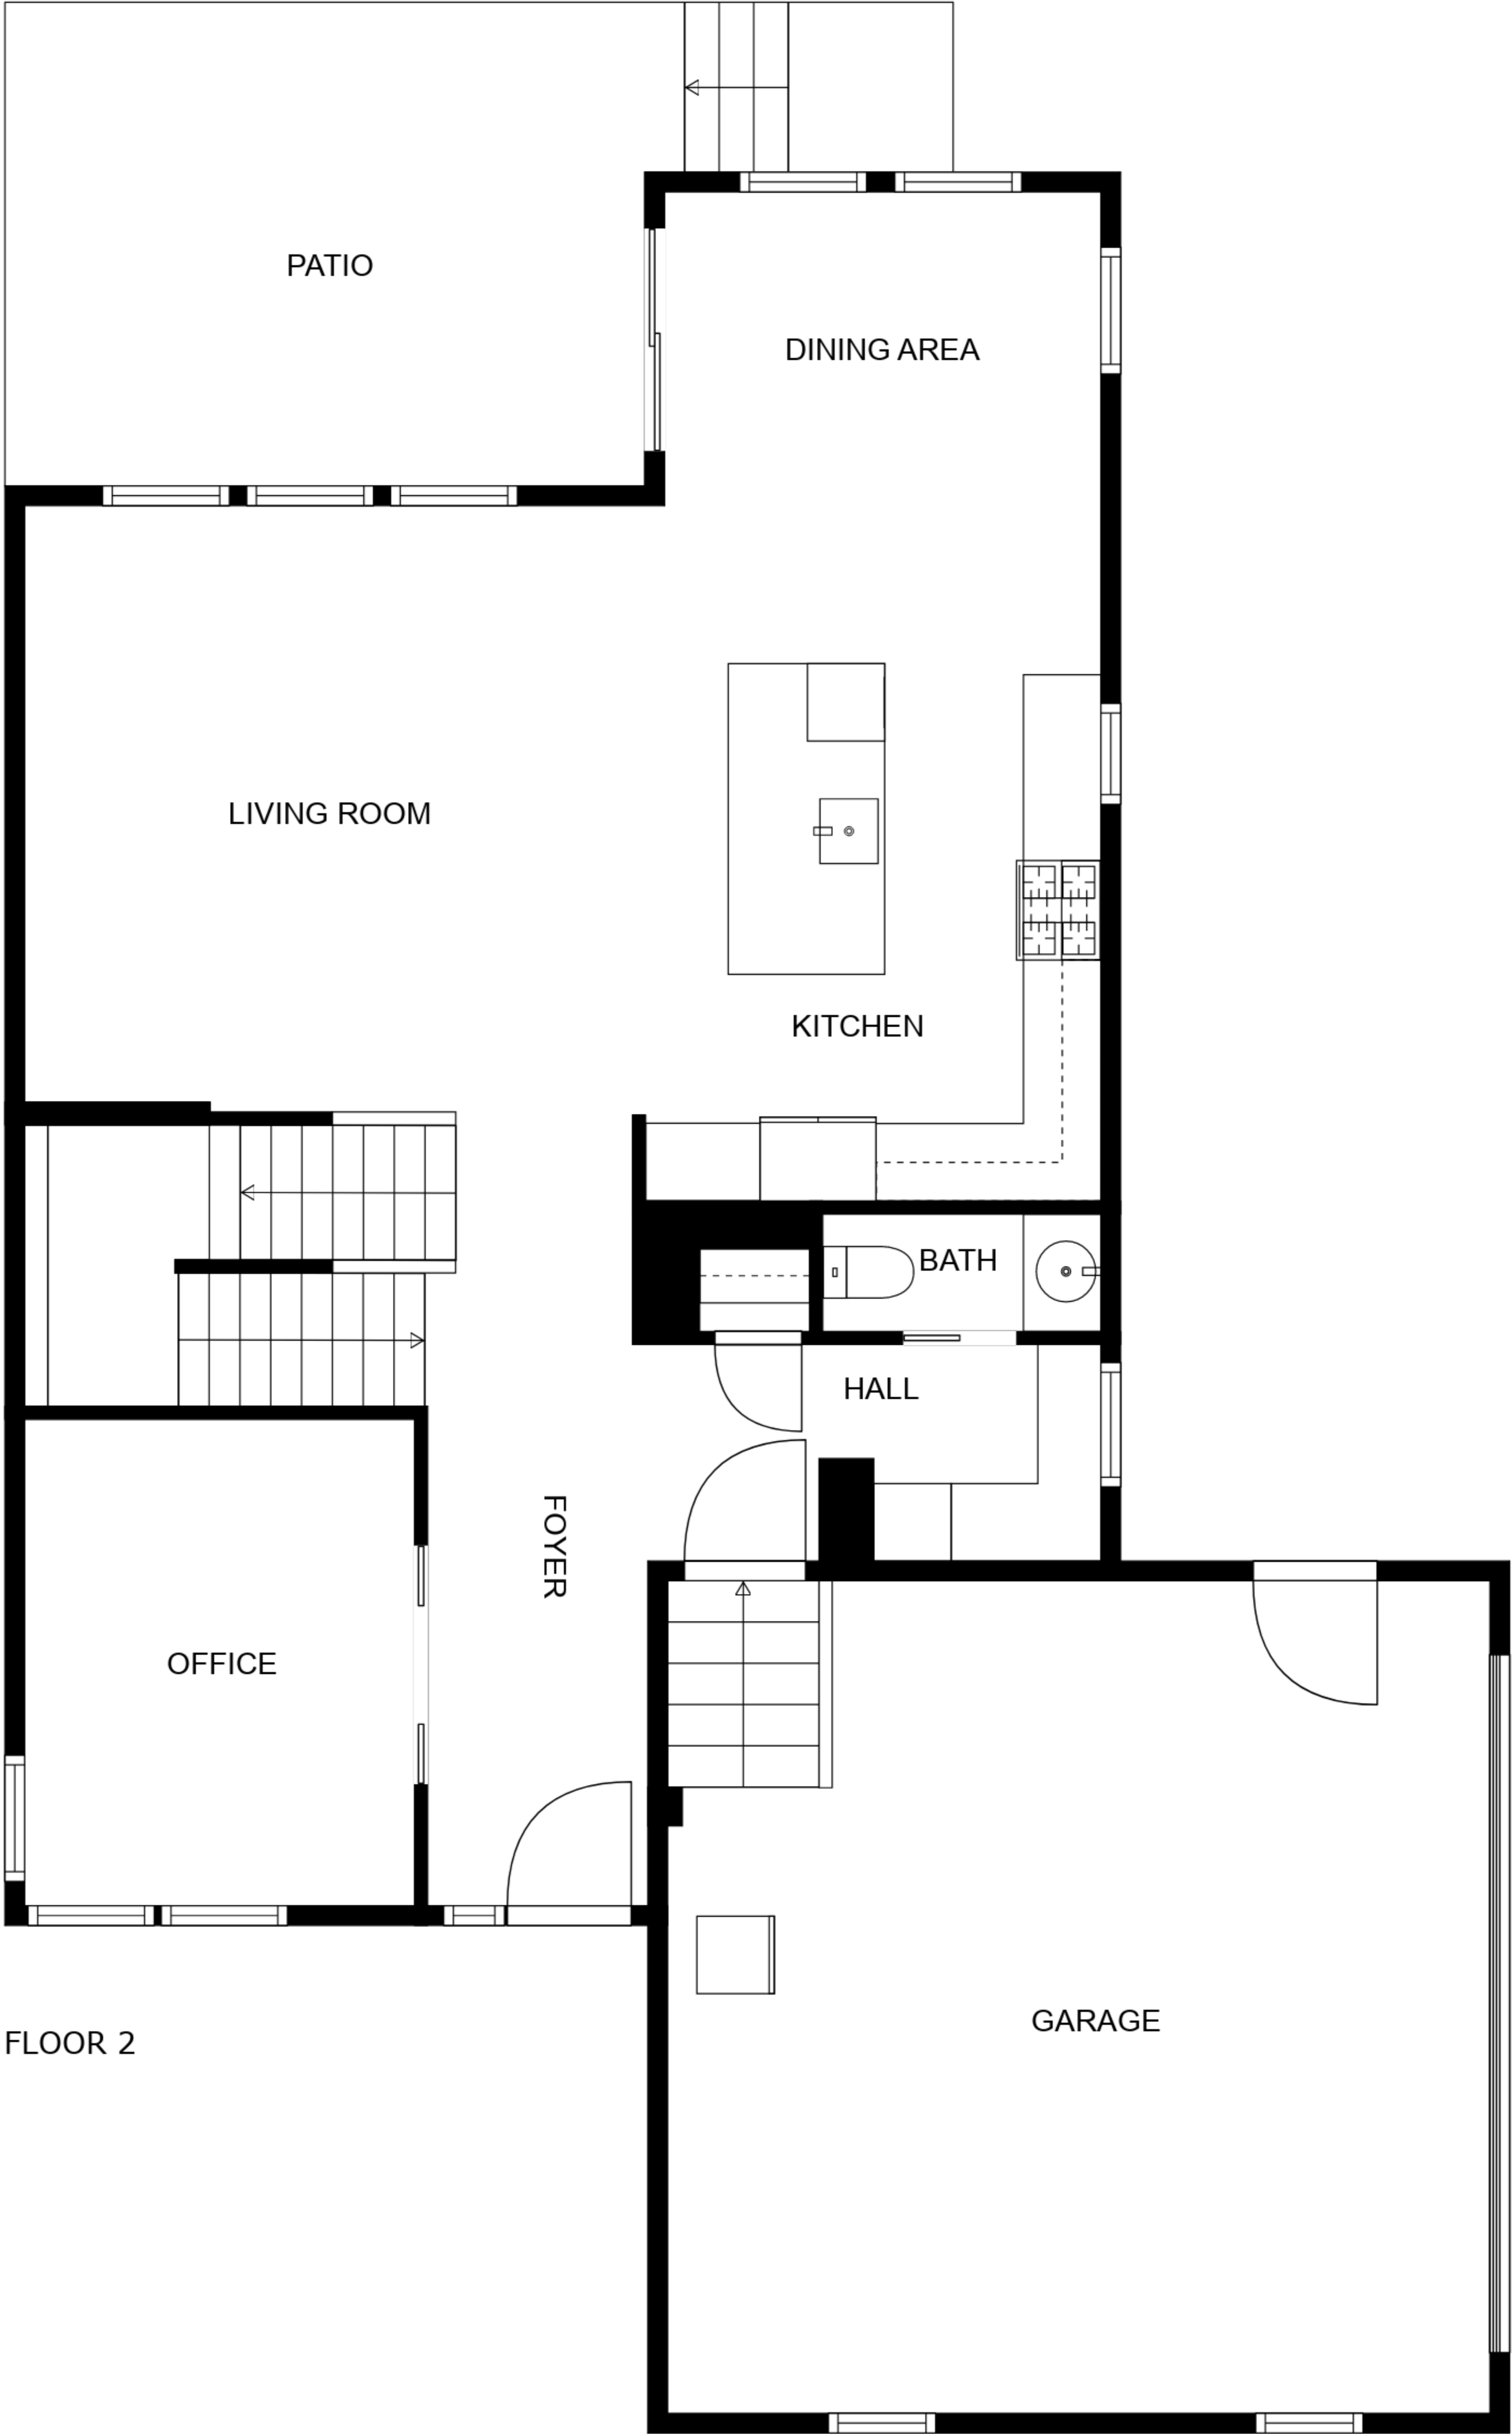 PATIO
DINING AREA
LIVING ROOM
KITCHEN
BATH
HALL
FOYER
OFFICE
GARAGE
FLOOR 2